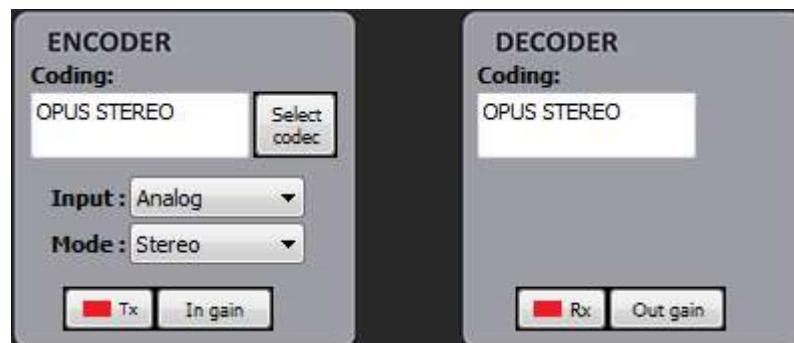 ENCODER
Coding:
OPUS STEREO
Select
codec
Input : Analog
Mode : Stereo
Tx
In gain
DECODER
Coding:
OPUS STEREO
Rx
Out gain